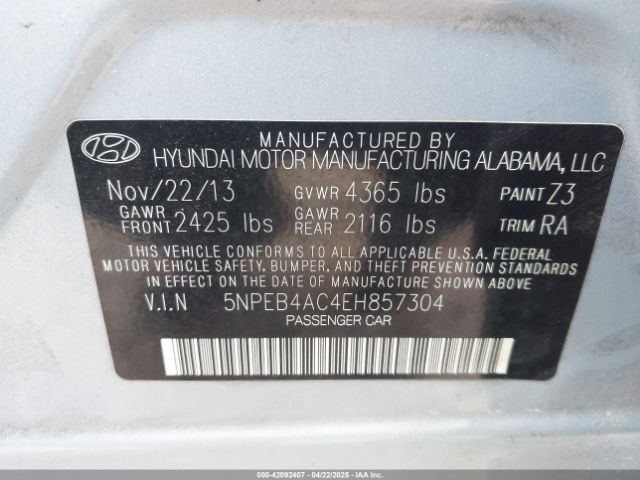 MANUFACTURED BY
HYUNDAI MOTOR MANUFACTURING ALABAMA, LLC
Nov/22/13 GVWR 4365 lbs PAINT Z3
GAWR FRONT 2425 lbs GAWR REAR 2116 lbs TRIM RA
THIS VEHICLE CONFORMS TO ALL APPLICABLE U.S.A. FEDERAL
MOTOR VEHICLE SAFETY, BUMPER, AND THEFT PREVENTION STANDARDS
IN EFFECT ON THE DATE OF MANUFACTURE SHOWN ABOVE.
V.I.N 5NPEB4AC4EH857304
PASSENGER CAR
000-42092407 - 04/22/2025 - COPYRIGHT IAA, LLC.